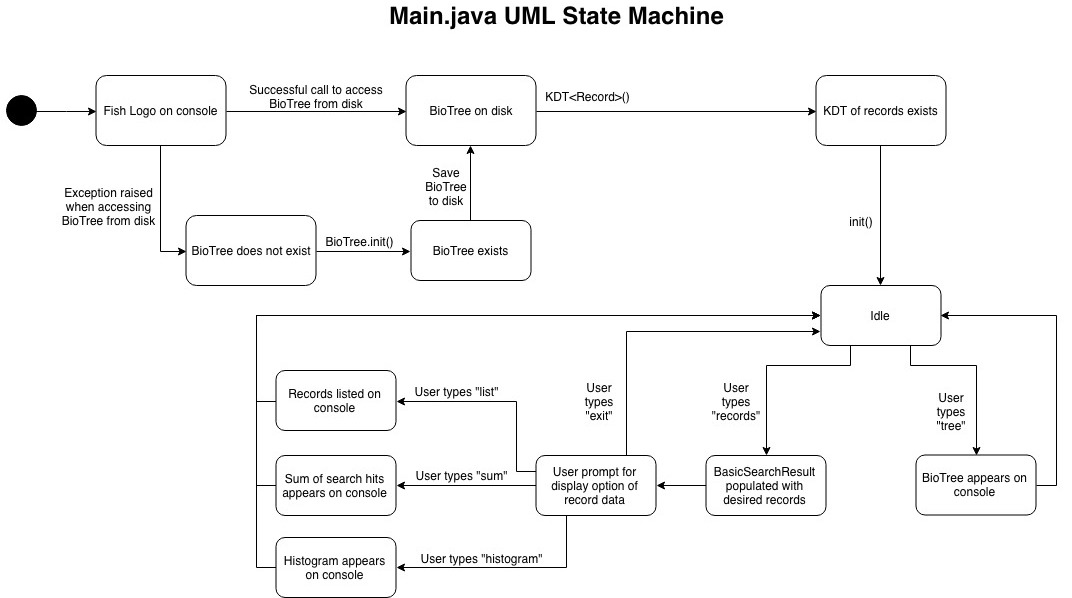 Main.java UML State Machine
Fish Logo on console
Successful call to access
BioTree from disk
BioTree on disk
KDT<Record>()
KDT of records exists
Exception raised
when accessing
BioTree from disk
BioTree does not exist
BioTree.init()
Save
BioTree
to disk
BioTree exists
init()
Idle
Records listed on
console
User types "list"
User
types
"exit"
User
types
"records"
User
types
"tree"
Sum of search hits
appears on console
User types "sum"
User prompt for
display option of
record data
BasicSearchResult
populated with
desired records
BioTree appears on
console
Histogram appears
on console
User types "histogram"